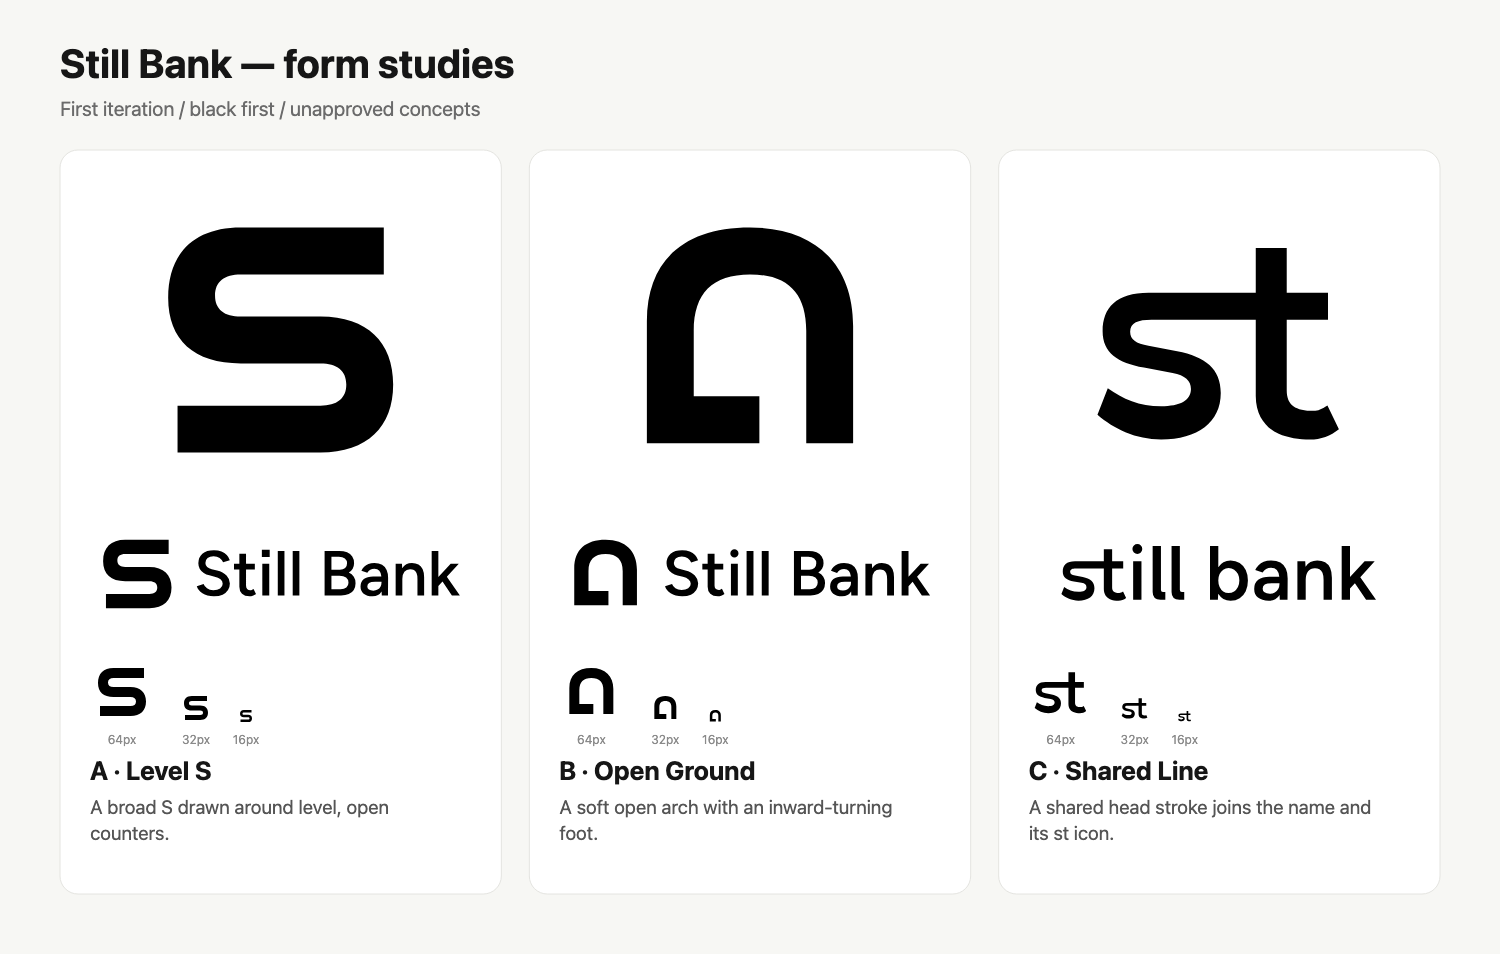 Still Bank — form studies
First iteration / black first / unapproved concepts
S
S Still Bank
S S S
64px 32px 16px
A · Level S
A broad S drawn around level, open
counters.
Still Bank
64px 32px 16px
B · Open Ground
A soft open arch with an inward-turning
foot.
st
still bank
st st st
64px 32px 16px
C · Shared Line
A shared head stroke joins the name and
its st icon.